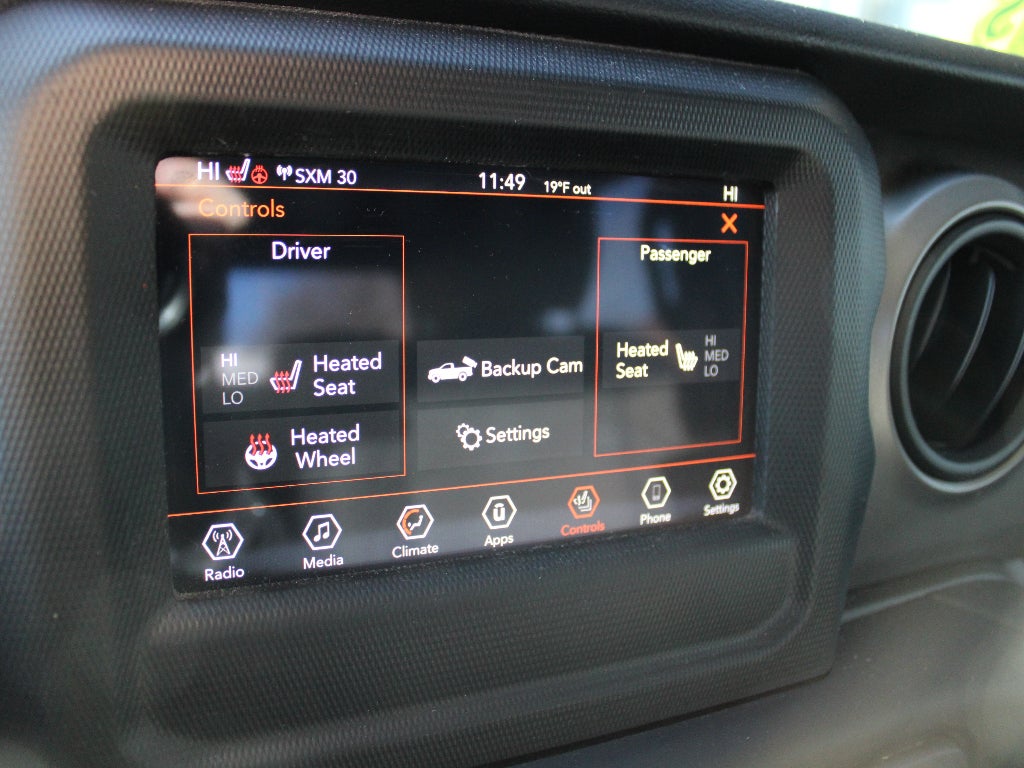 HI SXM 30 11:49 19°F out HI
Controls
Driver
HI
MED
LO
Heated
Seat
Heated
Wheel
Backup Cam
Settings
Passenger
Heated
Seat
HI
MED
LO
Radio
Media
Climate
Apps
Controls
Phone
Settings